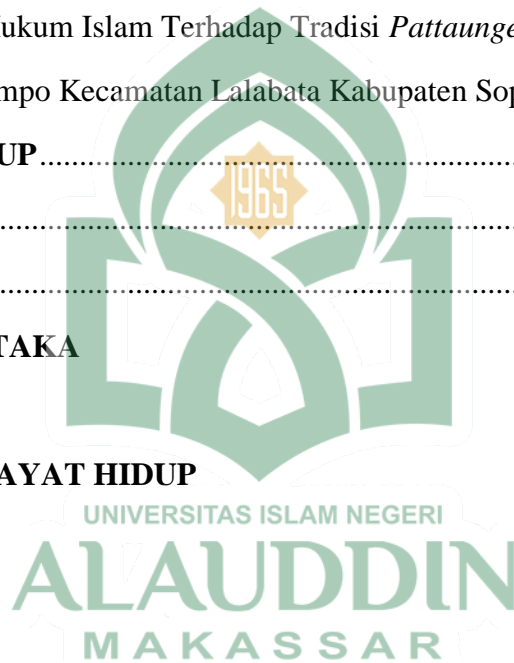 ukum Islam Terhadap Tradisi Pattaunge
mpo Kecamatan Lalabata Kabupaten Sop
UP................................................................
................................................................
................................................................
TAKA
AYAT HIDUP
1965
UNIVERSITAS ISLAM NEGERI
ALAUDDIN
MAKASSAR